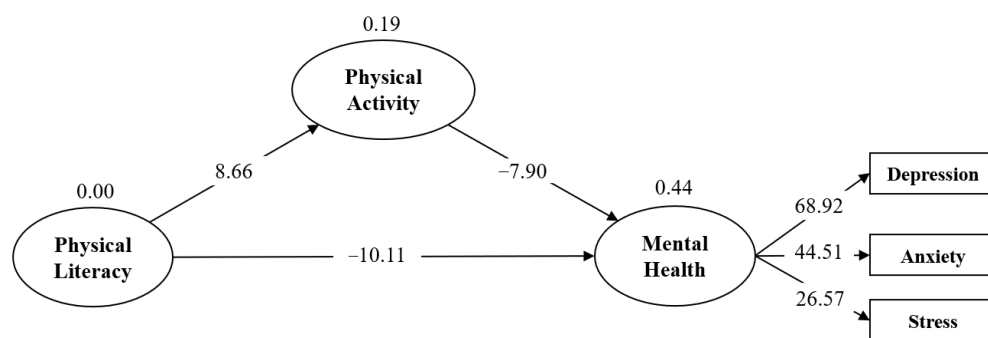 0.19
Physical
Activity
8.66
−7.90
0.00
0.44
Physical
Literacy
−10.11
Mental
Health
68.92
44.51
26.57
Depression
Anxiety
Stress